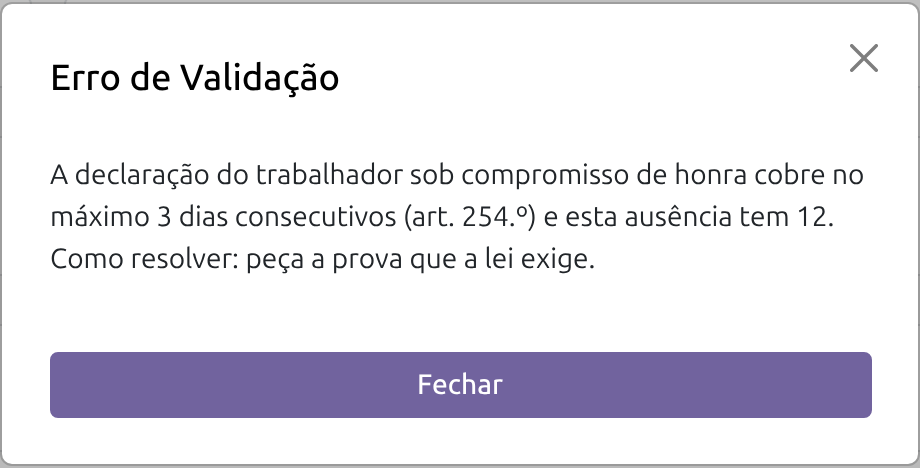 Erro de Validação
A declaração do trabalhador sob compromisso de honra cobre no
máximo 3 dias consecutivos (art. 254.º) e esta ausência tem 12.
Como resolver: peça a prova que a lei exige.
Fechar